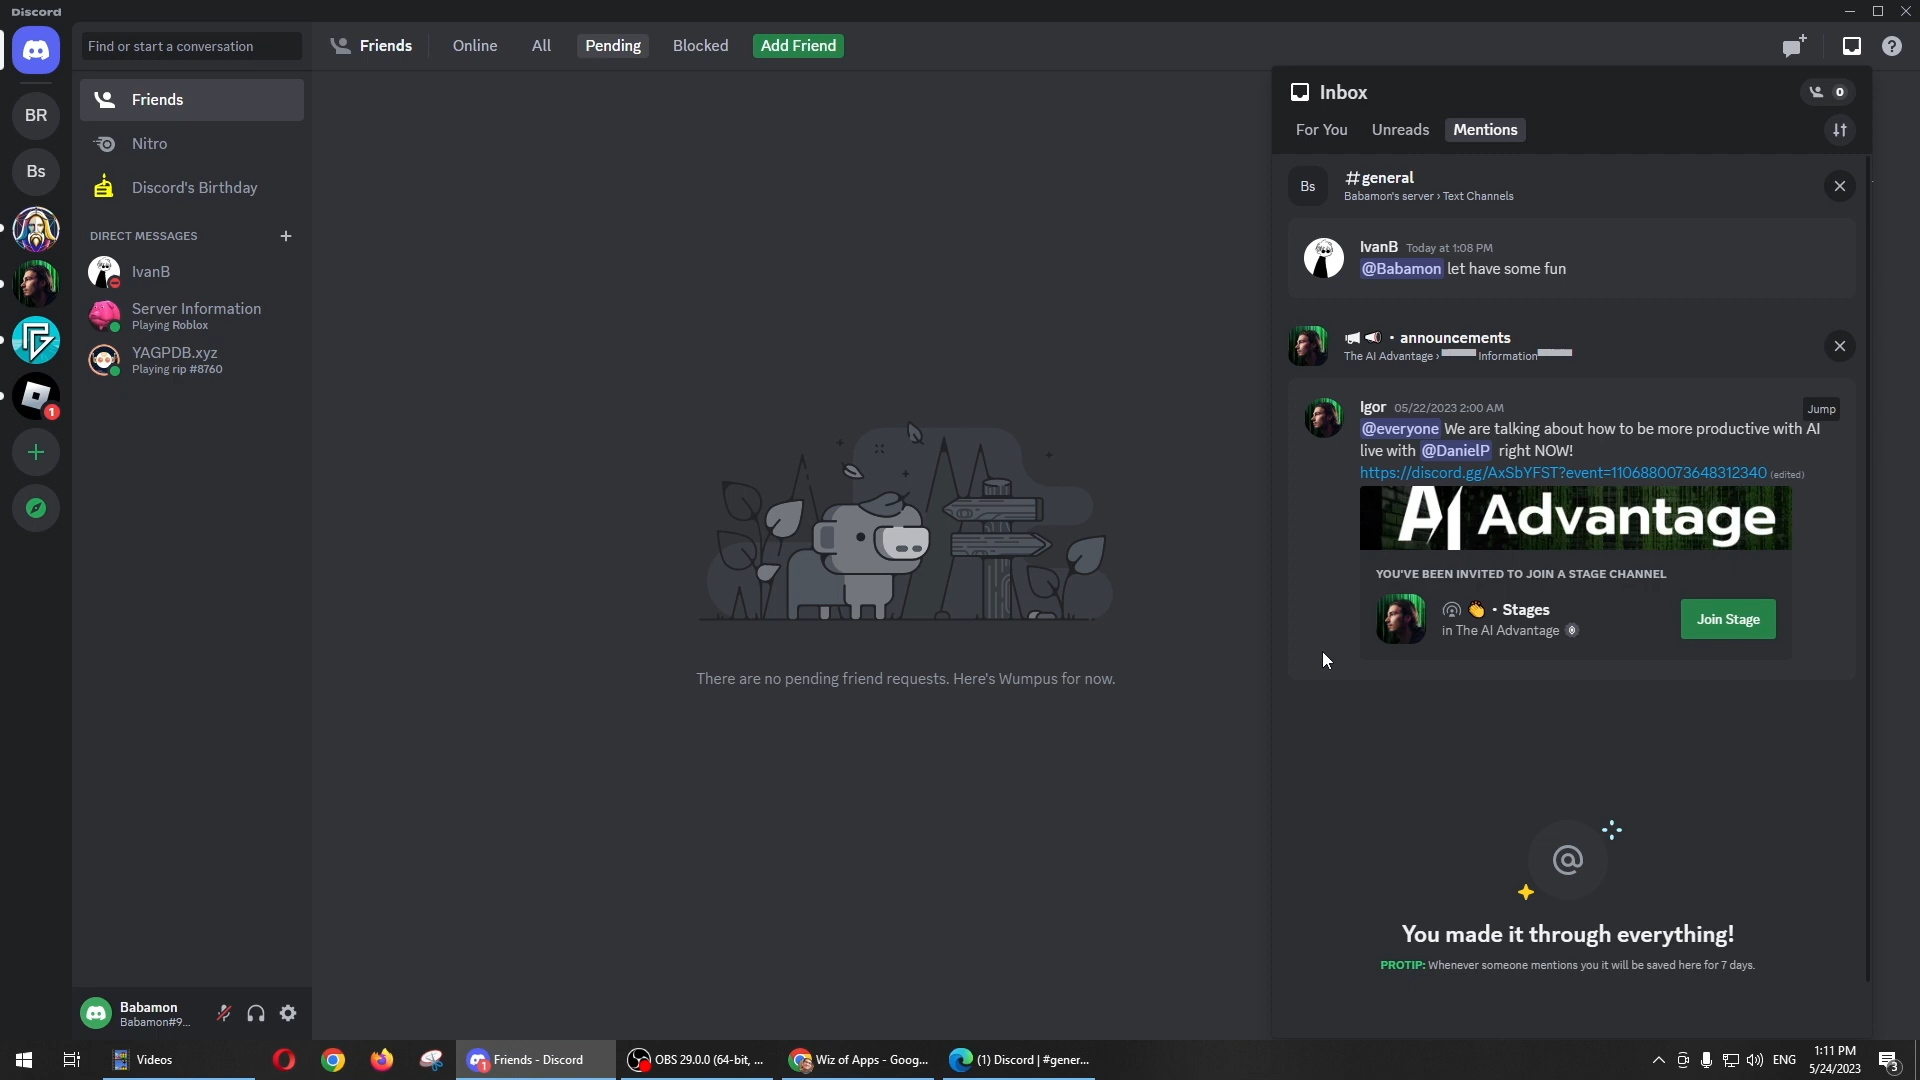 Discord
Find or start a conversation
Friends
Online
All
Pending
Blocked
Add Friend
BR
Bs
1
Friends
Nitro
Discord's Birthday
DIRECT MESSAGES
IvanB
Server Information
Playing Roblox
YAGPDB.xyz
Playing rip #8760
There are no pending friend requests. Here's Wumpus for now.
Inbox
0
For You
Unreads
Mentions
Bs
#general
Babamon's server › Text Channels
IvanB Today at 1:08 PM
@Babamon let have some fun
• announcements
The AI Advantage › Information
Igor 05/22/2023 2:00 AM
Jump
@everyone We are talking about how to be more productive with AI
live with @DanielP right NOW!
https://discord.gg/AxSbYFST?event=1106880073648312340 (edited)
AI Advantage
YOU'VE BEEN INVITED TO JOIN A STAGE CHANNEL
👏 • Stages
in The AI Advantage
Join Stage
@
You made it through everything!
PROTIP: Whenever someone mentions you it will be saved here for 7 days.
Babamon
Babamon#9...
Videos
1
Friends - Discord
OBS 29.0.0 (64-bit, ...
Wiz of Apps - Goog...
(1) Discord | #gener...
ENG
1:11 PM
5/24/2023
3